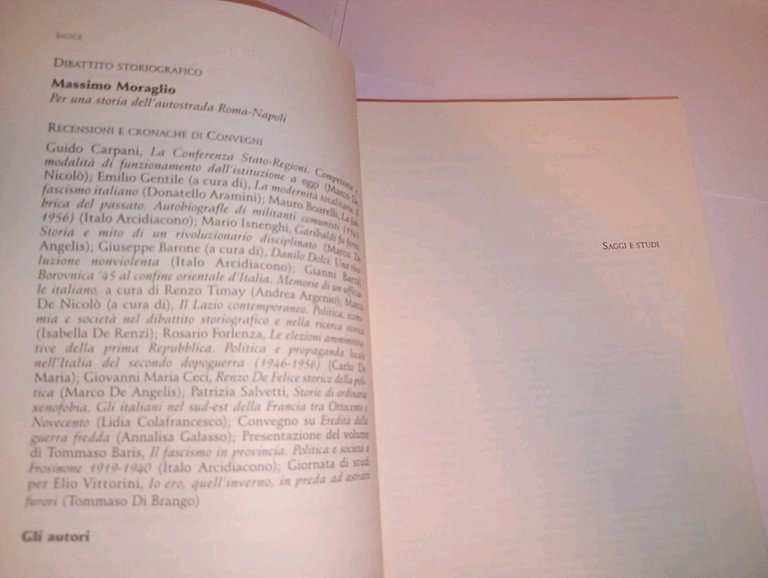 INDICE
DIBATTITO STORIOGRAFICO
Massimo Moraglio
Per una storia dell'autostrada Roma-Napoli
RECENSIONI E CRONACHE DI CONVEGNI
Guido Carpani, La Conferenza Stato-Regioni. Competenze e
modalità di funzionamento dall'istituzione a oggi (Marco De
Nicolò); Emilio Gentile (a cura di), La modernità totalitaria. Il
fascismo italiano (Donatello Aramini); Mauro Boarelli, La fab-
brica del passato. Autobiografie di militanti comunisti (1945-
1956) (Italo Arcidiacono); Mario Isnenghi, Garibaldi fu ferito.
Storia e mito di un rivoluzionario disciplinato (Marco De
Angelis); Giuseppe Barone (a cura di), Danilo Dolci. Una rivo-
luzione nonviolenta (Italo Arcidiacono); Gianni Barral,
Borovnica '45 al confine orientale d'Italia. Memorie di un ufficia-
le italiano, a cura di Renzo Timay (Andrea Argenio); Marco
De Nicolò (a cura di), Il Lazio contemporaneo. Politica, econo-
mia e società nel dibattito storiografico e nella ricerca storica
(Isabella De Renzi); Rosario Forlenza, Le elezioni amministra-
tive della prima Repubblica. Politica e propaganda locale
nell'Italia del secondo dopoguerra (1946-1956) (Carlo De
Maria); Giovanni Maria Ceci, Renzo De Felice storico della poli-
tica (Marco De Angelis); Patrizia Salvetti, Storie di ordinaria
xenofobia. Gli italiani nel sud-est della Francia tra Ottocento e
Novecento (Lidia Colafrancesco); Convegno su Eredità della
guerra fredda (Annalisa Galasso); Presentazione del volume
di Tommaso Baris, Il fascismo in provincia. Politica e società a
Frosinone 1919-1940 (Italo Arcidiacono); Giornata di studi
per Elio Vittorini, Io ero, quell'inverno, in preda ad astratti
furori (Tommaso Di Brango)
Gli autori
SAGGI E STUDI